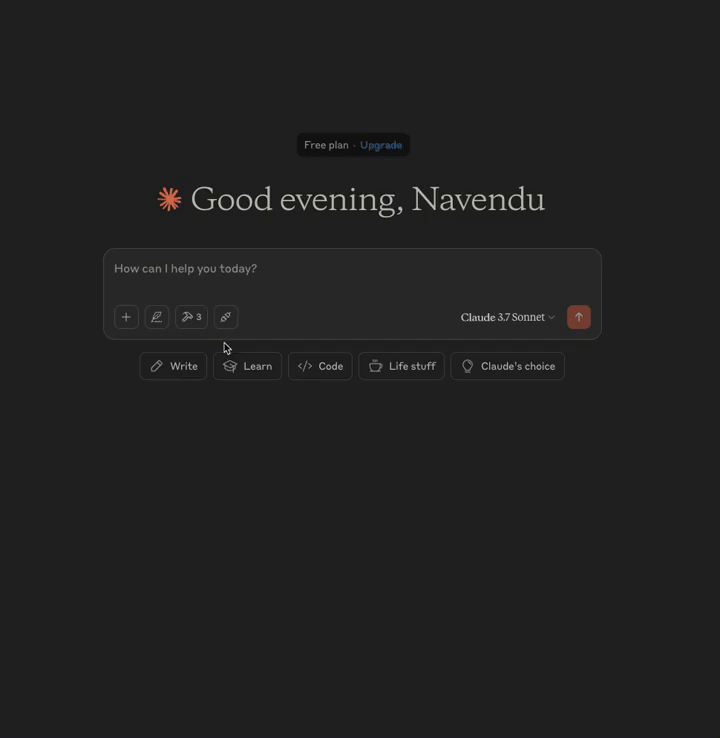 Free plan · Upgrade
Good evening, Navendu
How can I help you today?
3
Claude 3.7 Sonnet
Write
Learn
Code
Life stuff
Claude's choice